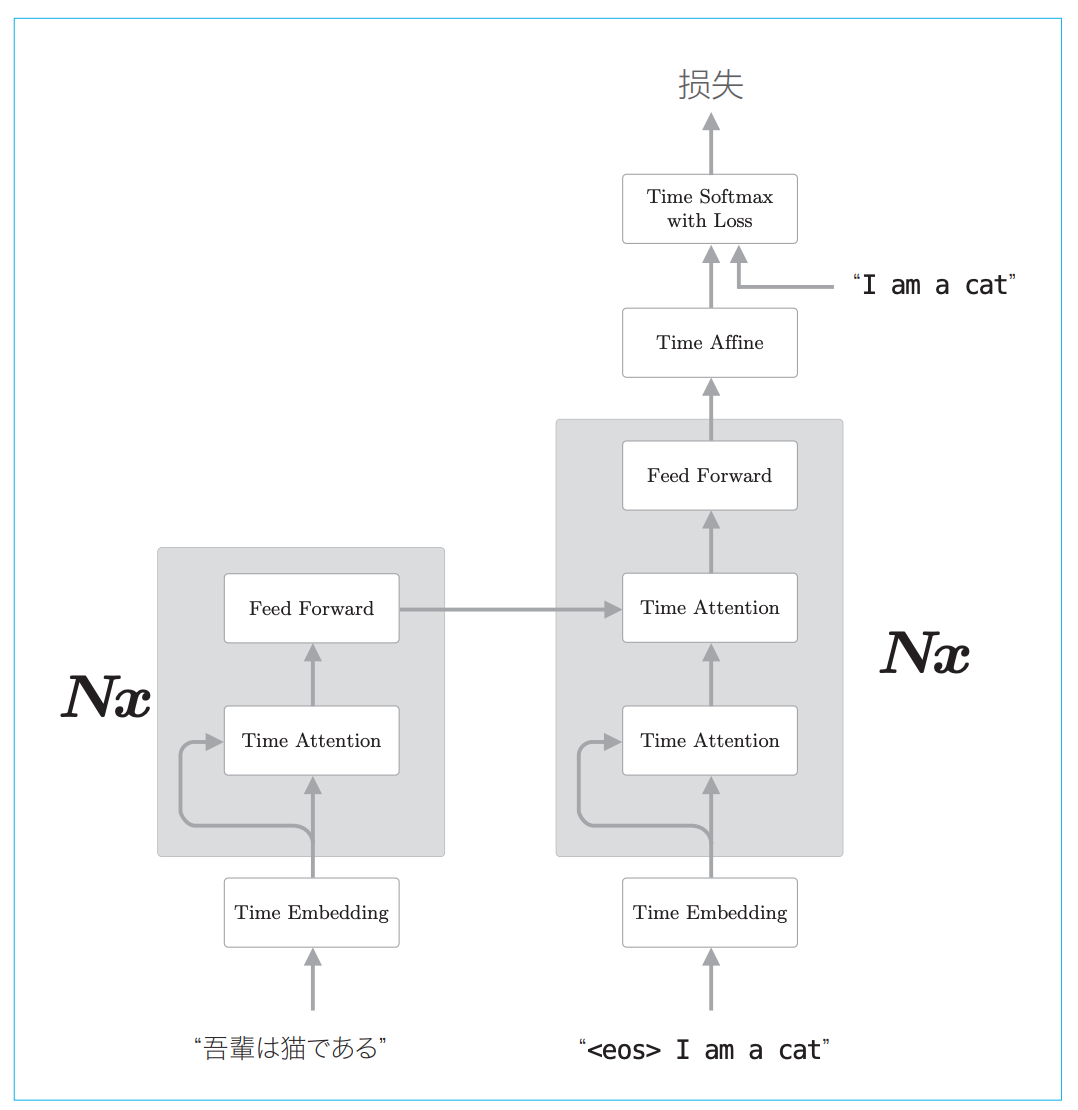 损失
Time Softmax
with Loss
“I am a cat”
Time Affine
Feed Forward
Feed Forward
Time Attention
Nx
Nx
Time Attention
Time Attention
Time Embedding
Time Embedding
“吾輩は猫である”
“<eos> I am a cat”